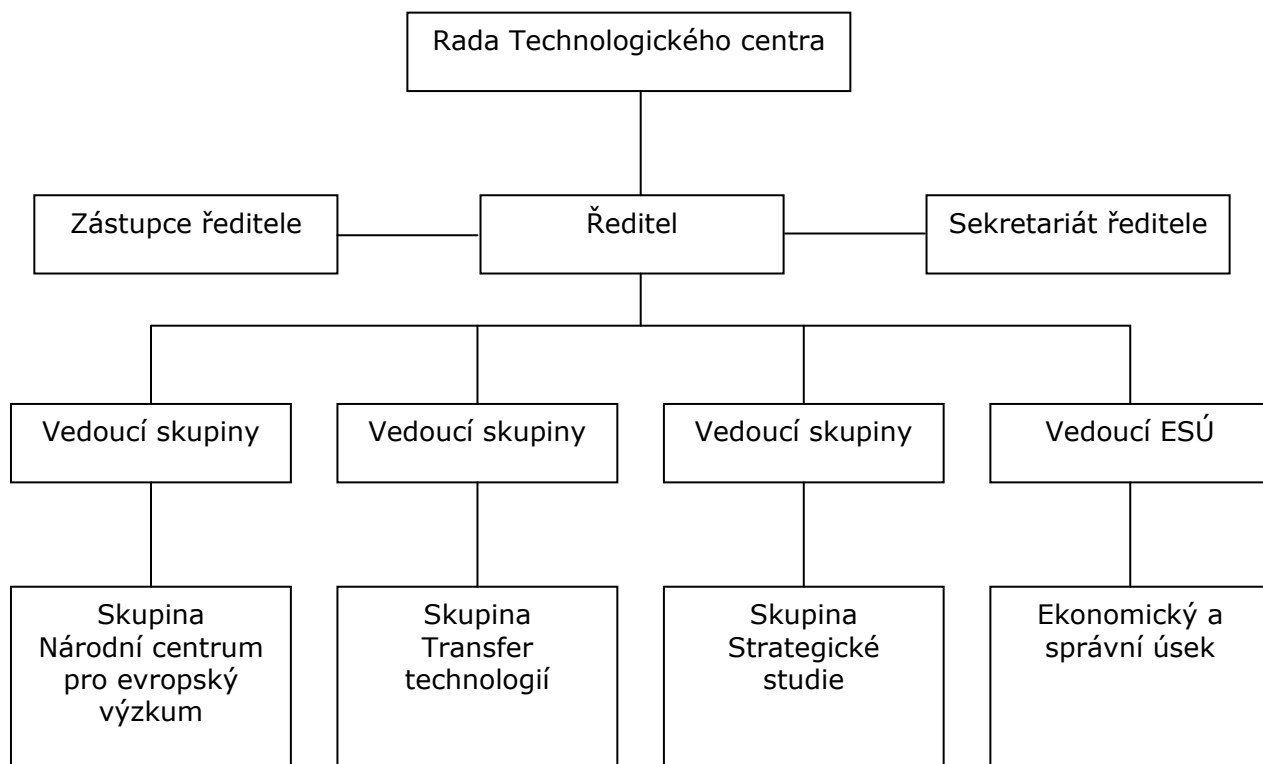 Rada Technologického centra
Zástupce ředitele
Ředitel
Sekretariát ředitele
Vedoucí skupiny
Vedoucí skupiny
Vedoucí skupiny
Vedoucí ESÚ
Skupina
Národní centrum
pro evropský
výzkum
Skupina
Transfer
technologií
Skupina
Strategické
studie
Ekonomický a
správní úsek